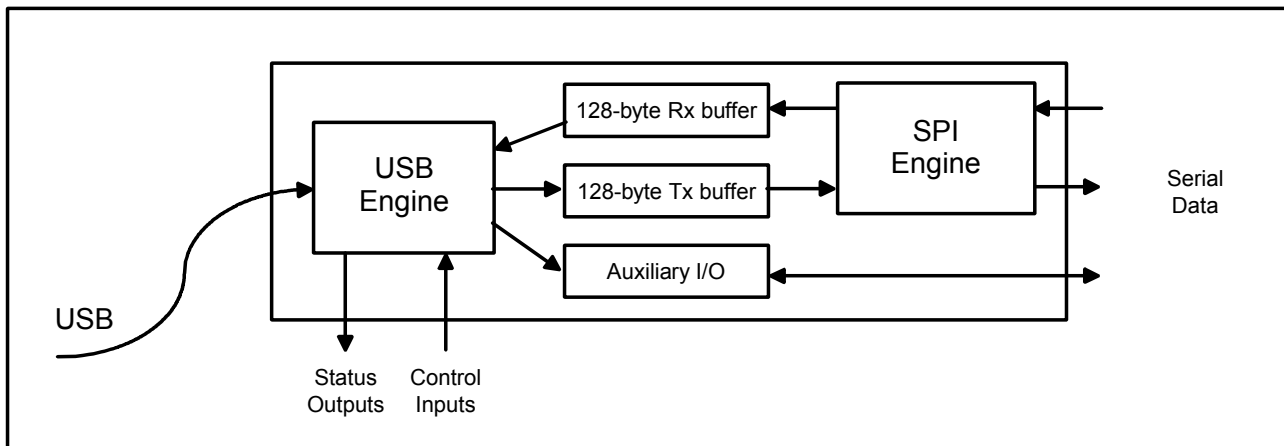 128-byte Rx buffer
SPI
Engine
USB
Engine
128-byte Tx buffer
Serial
Data
Auxiliary I/O
USB
Status
Outputs
Control
Inputs